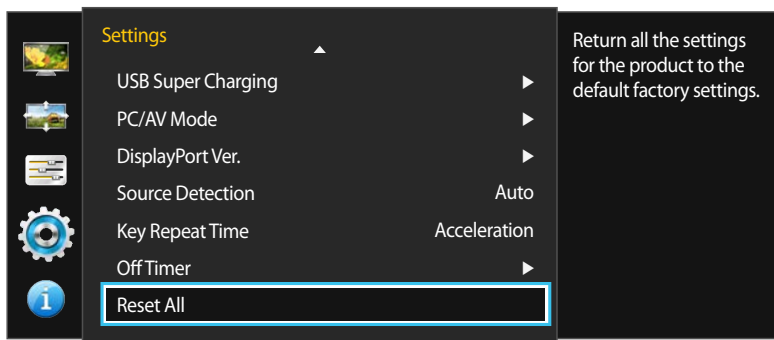 Settings
USB Super Charging
PC/AV Mode
DisplayPort Ver.
Source Detection Auto
Key Repeat Time Acceleration
Off Timer
Reset All
Return all the settings
for the product to the
default factory settings.